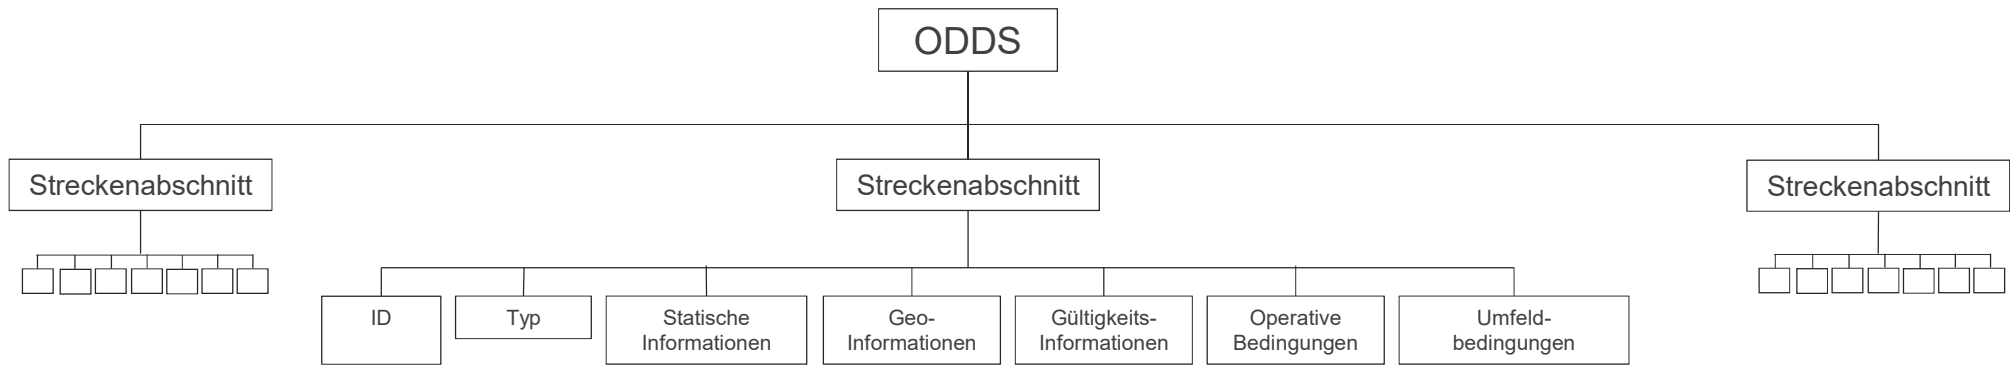 ODDS
Streckenabschnitt
Streckenabschnitt
Streckenabschnitt
ID
Typ
Statische
Informationen
Geo-
Informationen
Gültigkeits-
Informationen
Operative
Bedingungen
Umfeld-
bedingungen